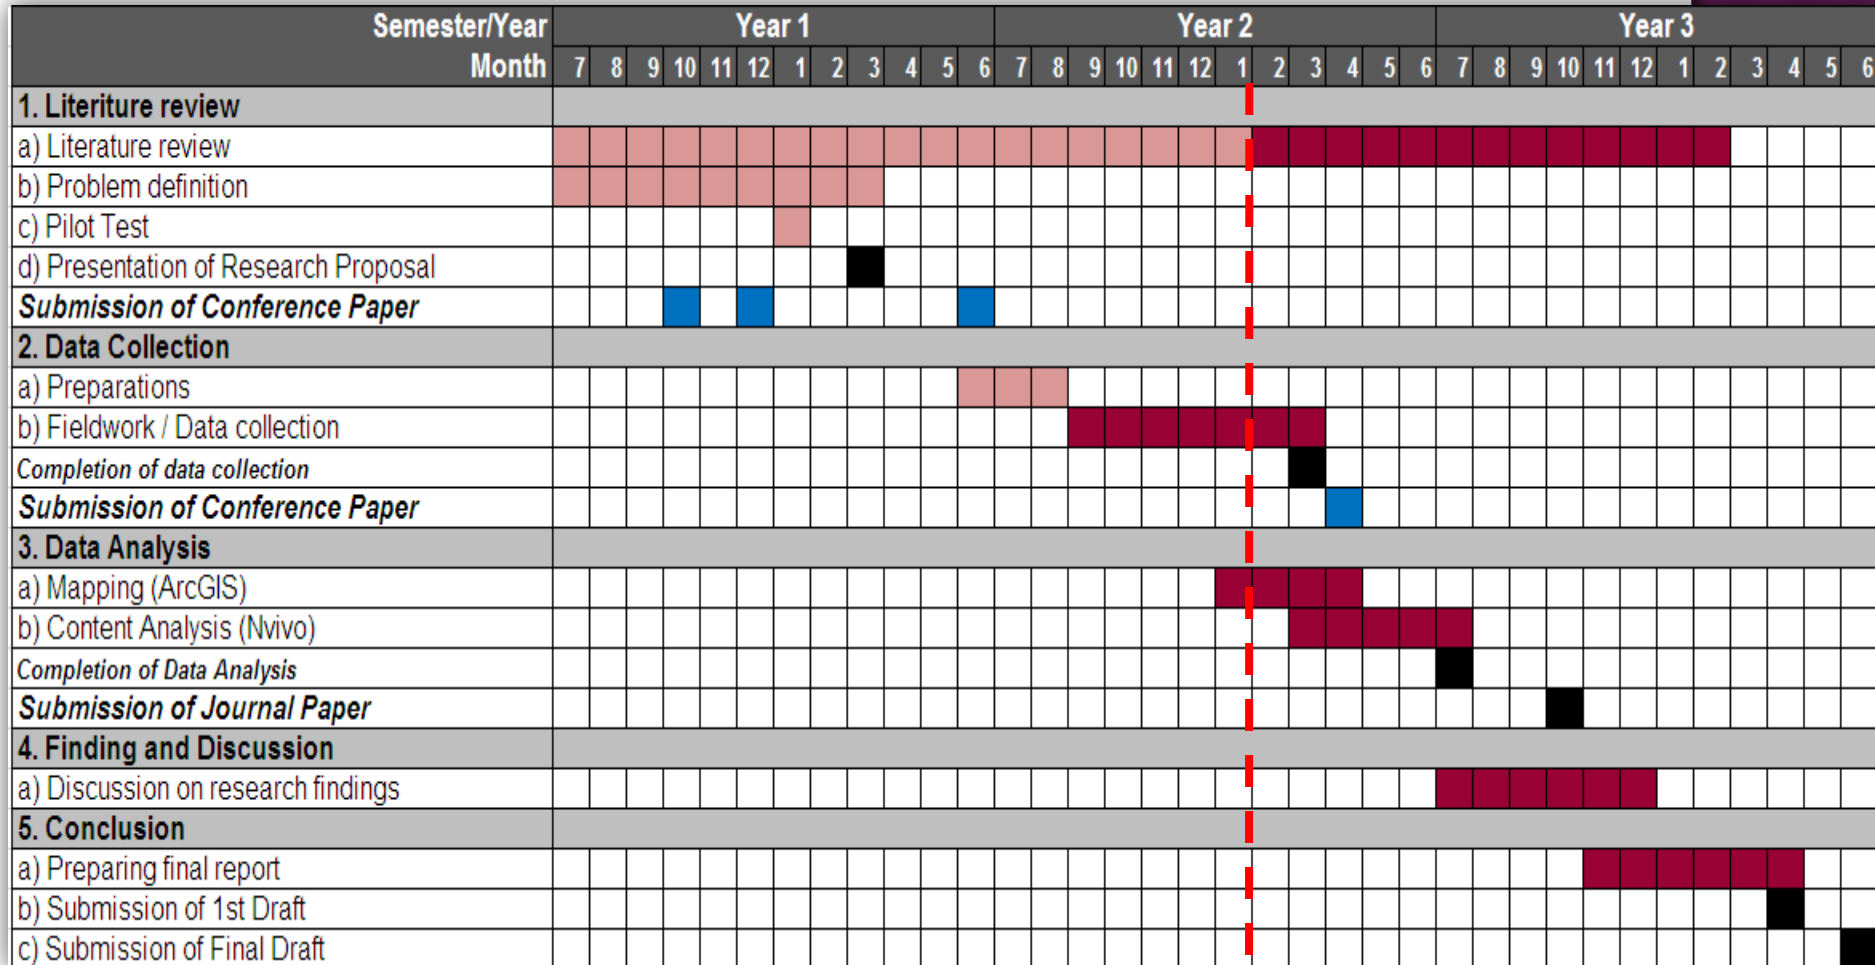 Semester/Year Year 1 Year 2 Year 3
Month 7 8 9 10 11 12 1 2 3 4 5 6 7 8 9 10 11 12 1 2 3 4 5 6 7 8 9 10 11 12 1 2 3 4 5 6
1. Literiture review
a) Literature review
b) Problem definition
c) Pilot Test
d) Presentation of Research Proposal
Submission of Conference Paper
2. Data Collection
a) Preparations
b) Fieldwork / Data collection
Completion of data collection
Submission of Conference Paper
3. Data Analysis
a) Mapping (ArcGIS)
b) Content Analysis (Nvivo)
Completion of Data Analysis
Submission of Journal Paper
4. Finding and Discussion
a) Discussion on research findings
5. Conclusion
a) Preparing final report
b) Submission of 1st Draft
c) Submission of Final Draft